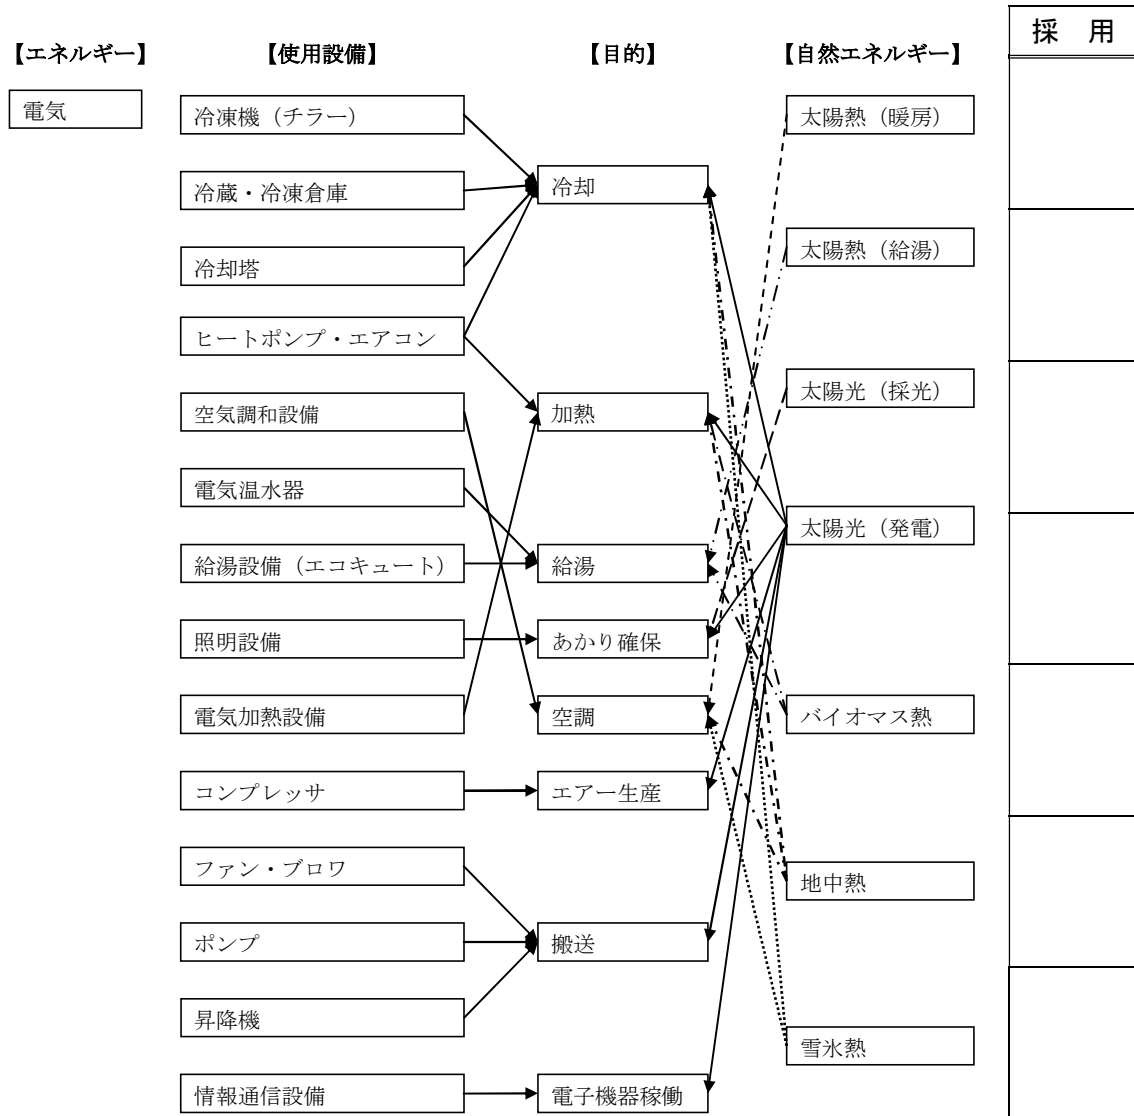 採　用
【エネルギー】
【使用設備】
【目的】
【自然エネルギー】
電気
冷凍機（チラー）
冷蔵・冷凍倉庫
冷却塔
ヒートポンプ・エアコン
空気調和設備
電気温水器
給湯設備（エコキュート）
照明設備
電気加熱設備
コンプレッサ
ファン・ブロワ
ポンプ
昇降機
情報通信設備
冷却
加熱
給湯
あかり確保
空調
エアー生産
搬送
電子機器稼働
太陽熱（暖房）
太陽熱（給湯）
太陽光（採光）
太陽光（発電）
バイオマス熱
地中熱
雪氷熱